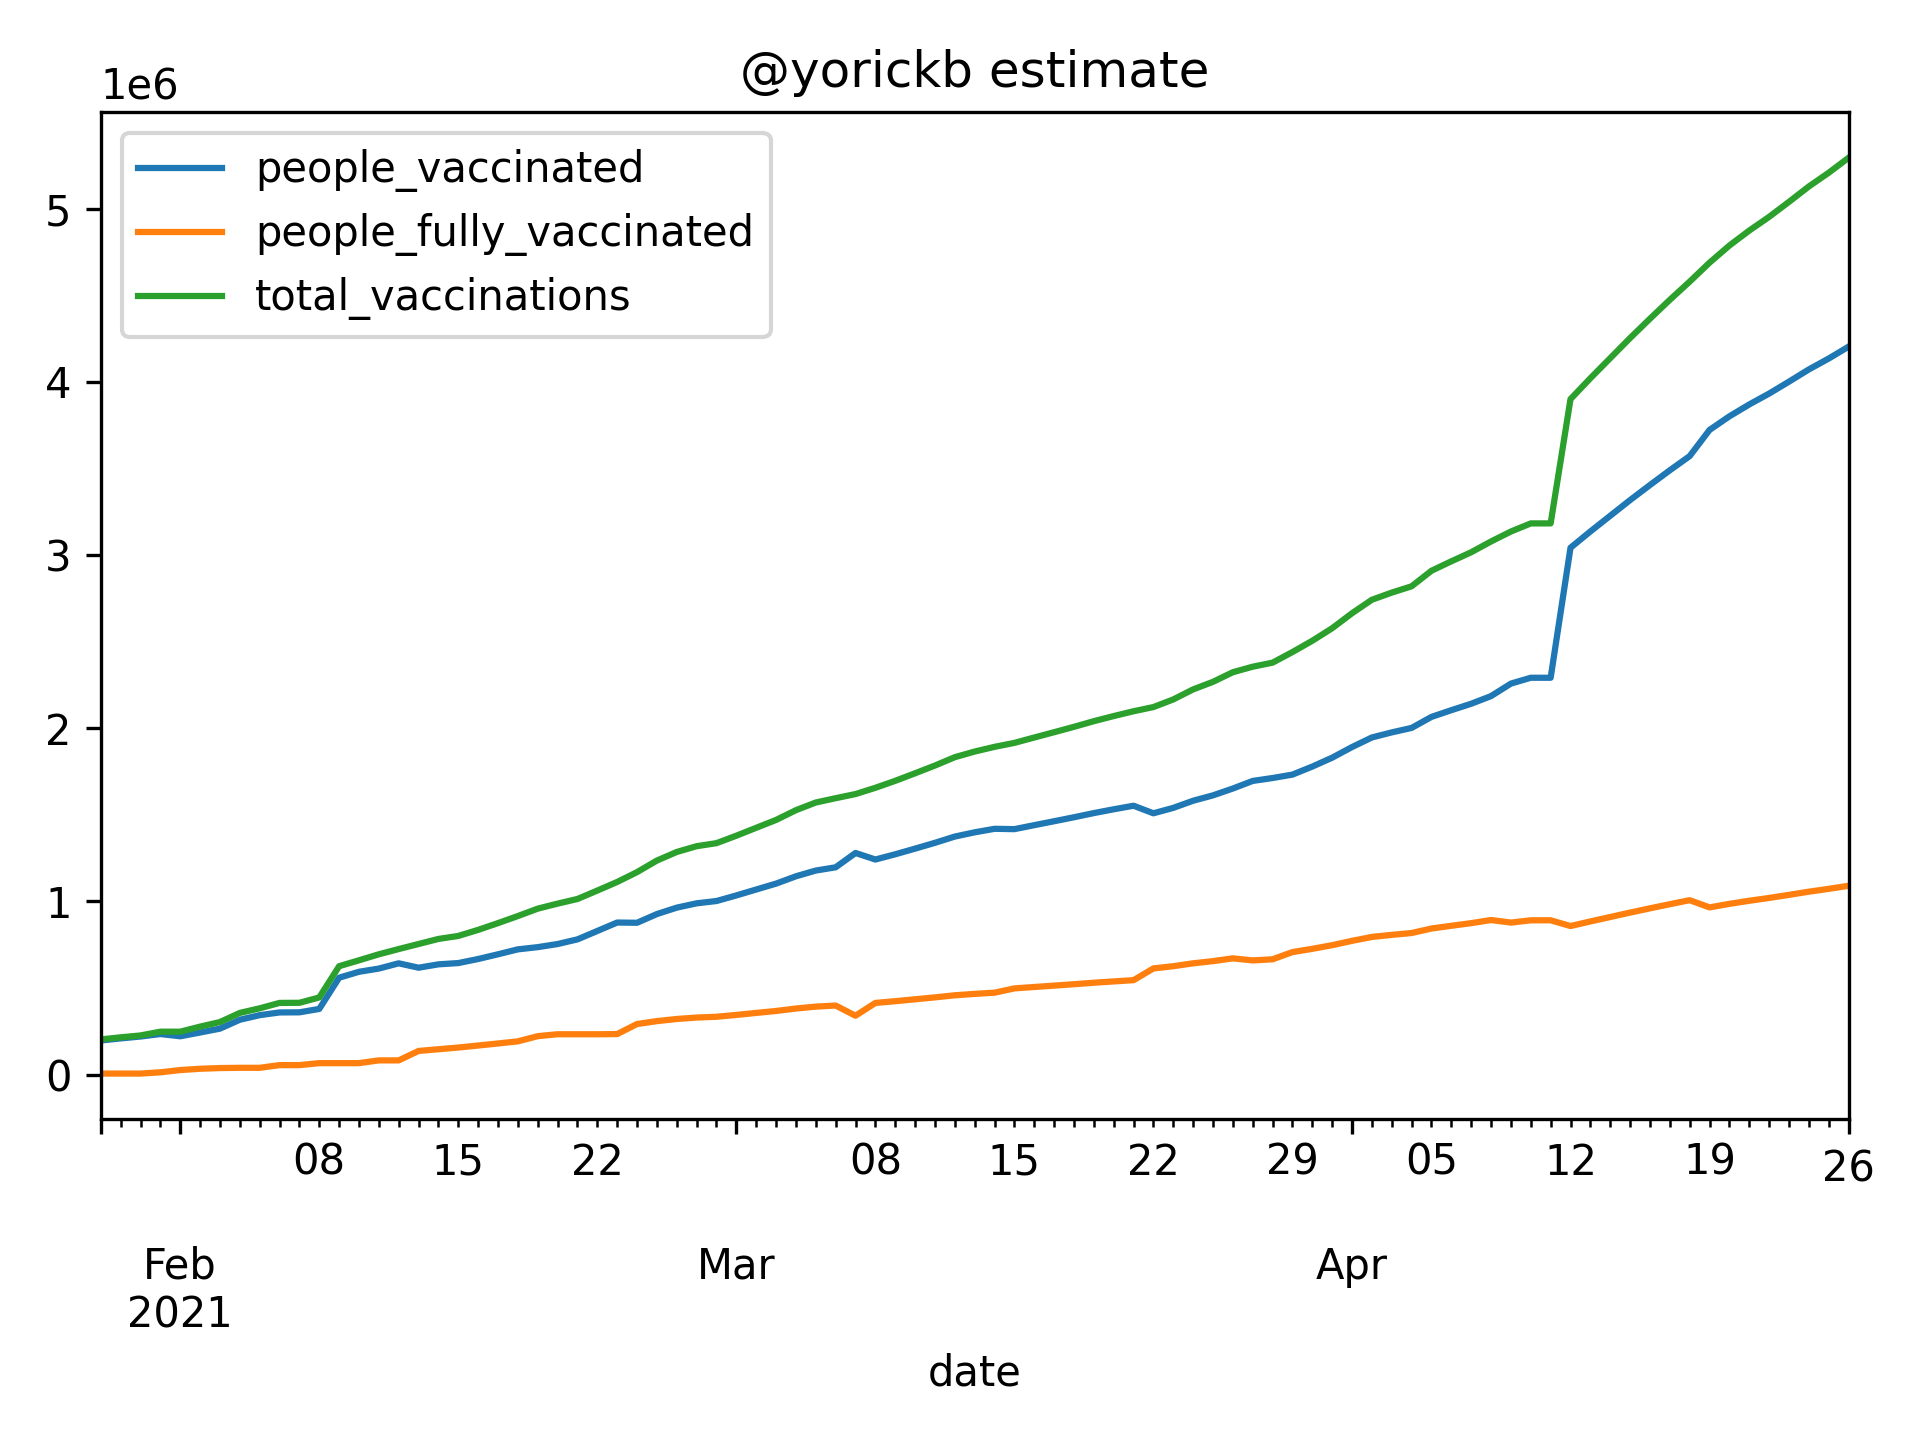 @yorickb estimate
1e6
people_vaccinated
people_fully_vaccinated
total_vaccinations
5
4
3
2
1
0
08 15 22 08 15 22 29 05 12 19 26
Feb Mar Apr
2021
date